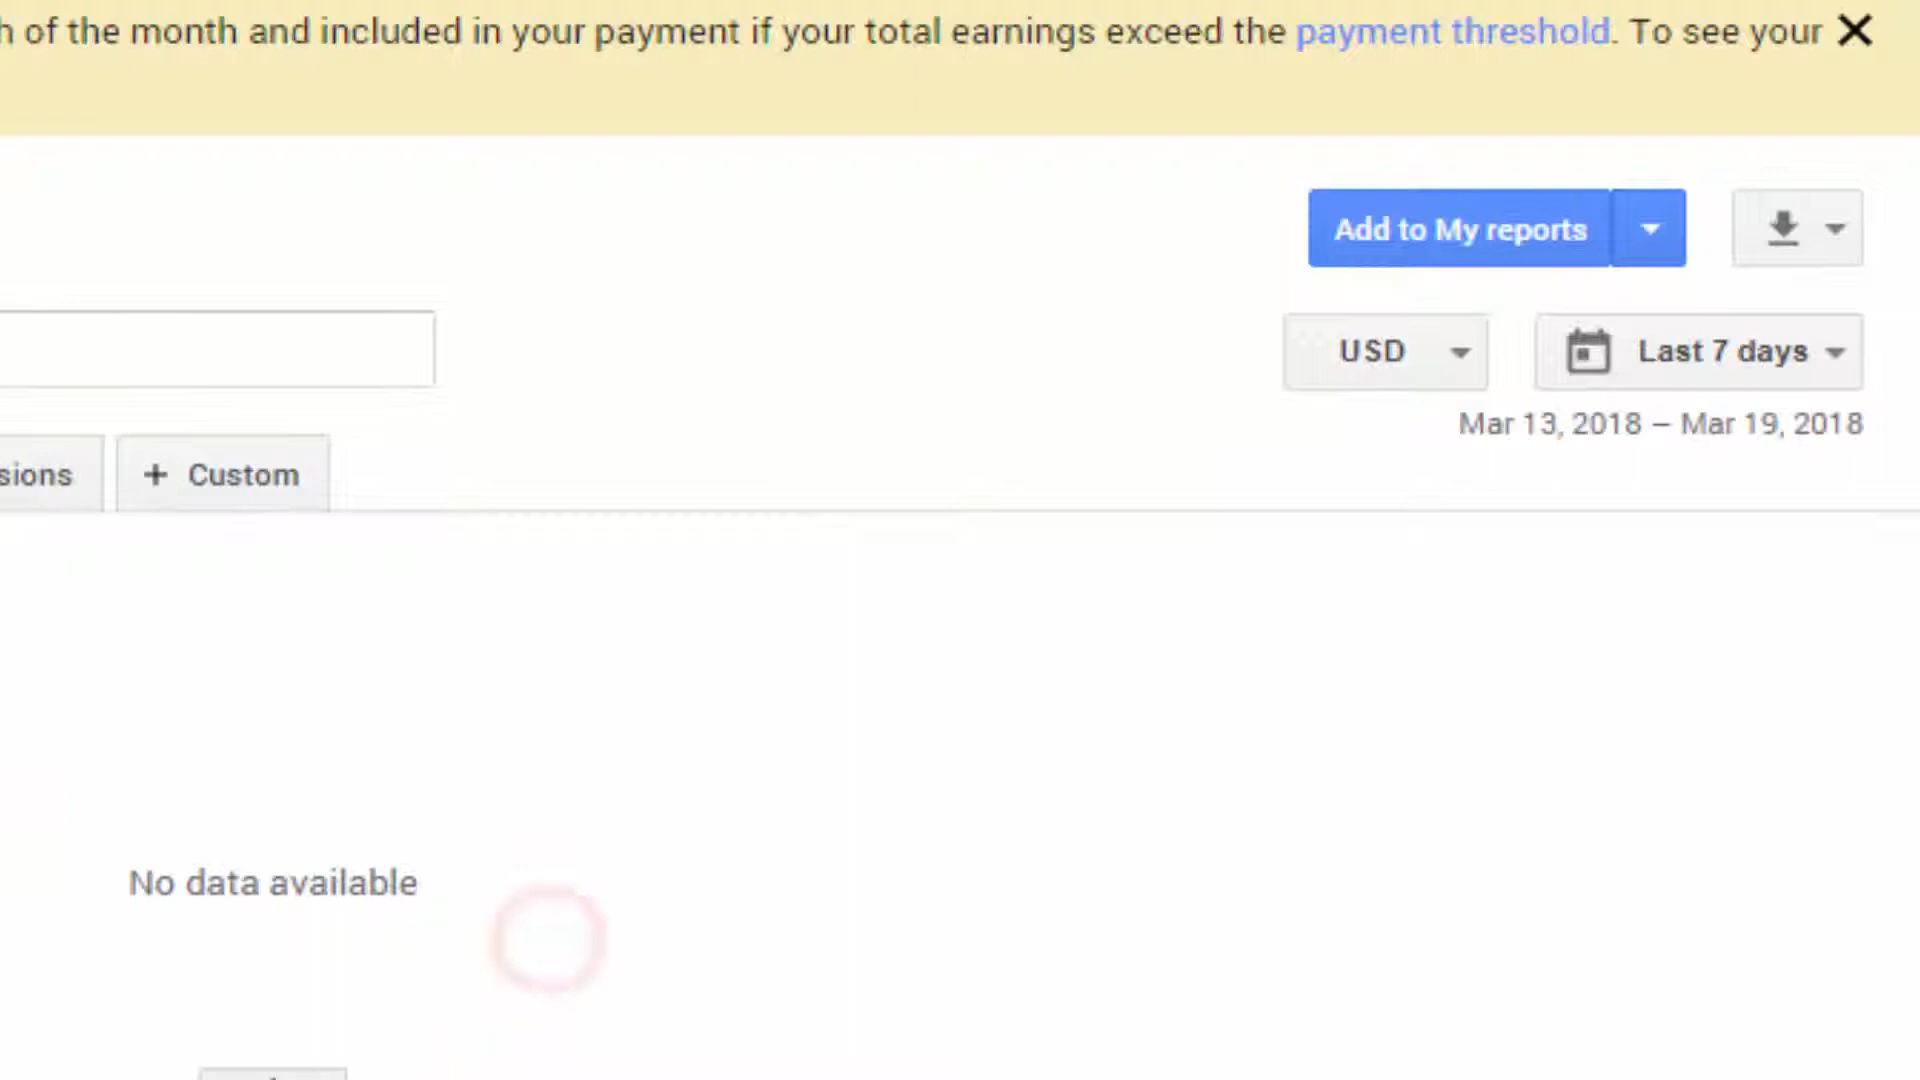 of the month and included in your payment if your total earnings exceed the payment threshold. To see your
Add to My reports
USD
Last 7 days
Mar 13, 2018 – Mar 19, 2018
sions
+ Custom
No data available